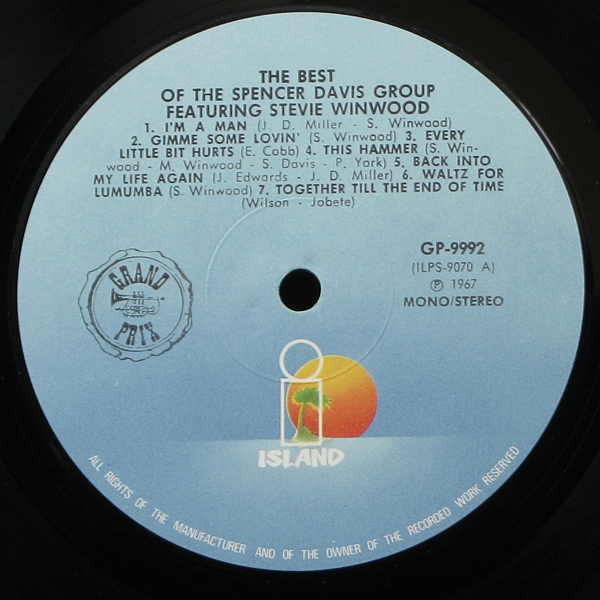 THE BEST
OF THE SPENCER DAVIS GROUP
FEATURING STEVIE WINWOOD
1. I'M A MAN (J. D. Miller - S. Winwood)
2. GIMME SOME LOVIN' (S. Winwood) 3. EVERY
LITTLE BIT HURTS (E. Cobb) 4. THIS HAMMER (S. Win-
wood - M. Winwood - S. Davis - P. York) 5. BACK INTO
MY LIFE AGAIN (J. Edwards - J. D. Miller) 6. WALTZ FOR
LUMUMBA (S. Winwood) 7. TOGETHER TILL THE END OF TIME
(Wilson - Jobete)
GP-9992
(ILPS-9070 A)
℗ 1967
MONO/STEREO
GRAND
PRIX
ISLAND
ALL RIGHTS OF THE MANUFACTURER AND OF THE OWNER OF THE RECORDED WORK RESERVED